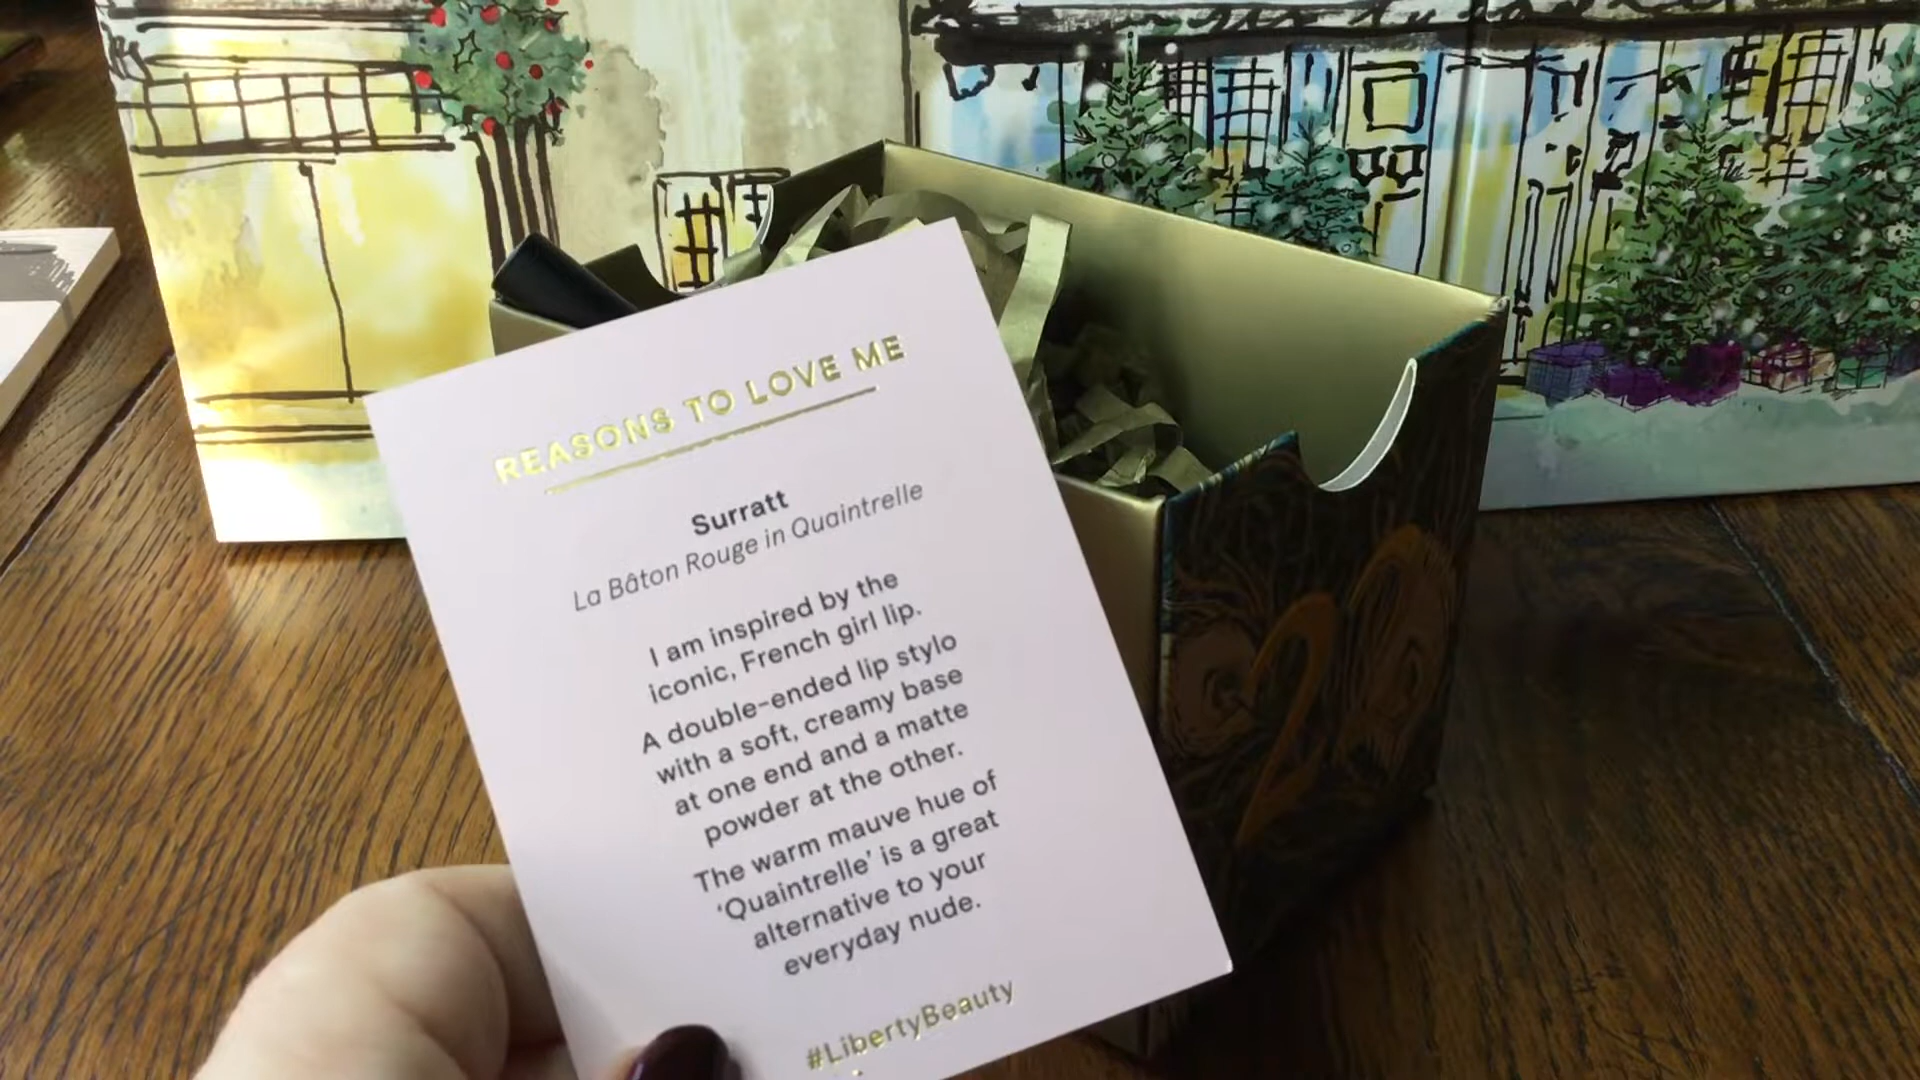 REASONS TO LOVE ME
Surratt
La Bâton Rouge in Quaintrelle
I am inspired by the
iconic, French girl lip.
A double-ended lip stylo
with a soft, creamy base
at one end and a matte
powder at the other.
The warm mauve hue of
‘Quaintrelle’ is a great
alternative to your
everyday nude.
#LibertyBeauty